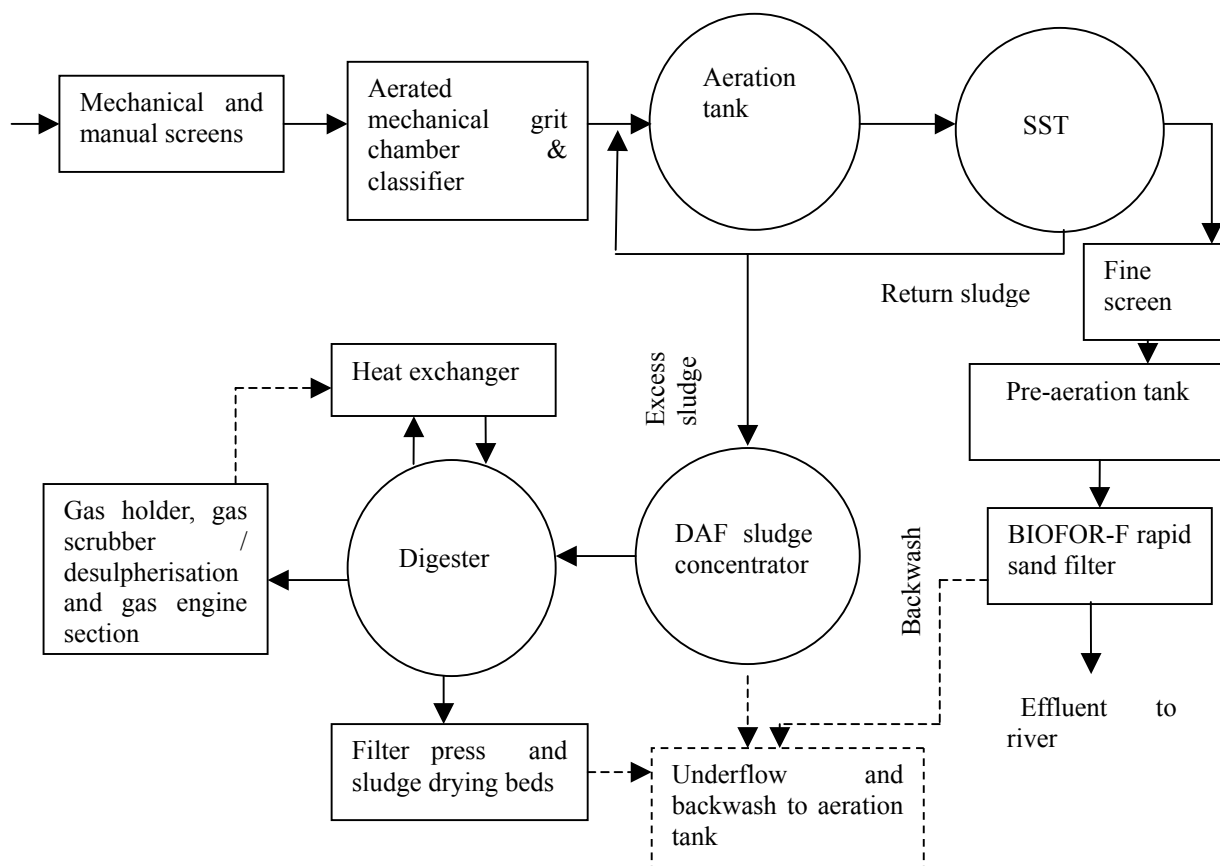 Mechanical and
manual screens
Aerated
mechanical grit
chamber &
classifier
Aeration
tank
SST
Return sludge
Fine
screen
Pre-aeration tank
Heat exchanger
Excess
sludge
Gas holder, gas
scrubber /
desulpherisation
and gas engine
section
Digester
DAF sludge
concentrator
Backwash
BIOFOR-F rapid
sand filter
Effluent to
river
Filter press and
sludge drying beds
Underflow and
backwash to aeration
tank